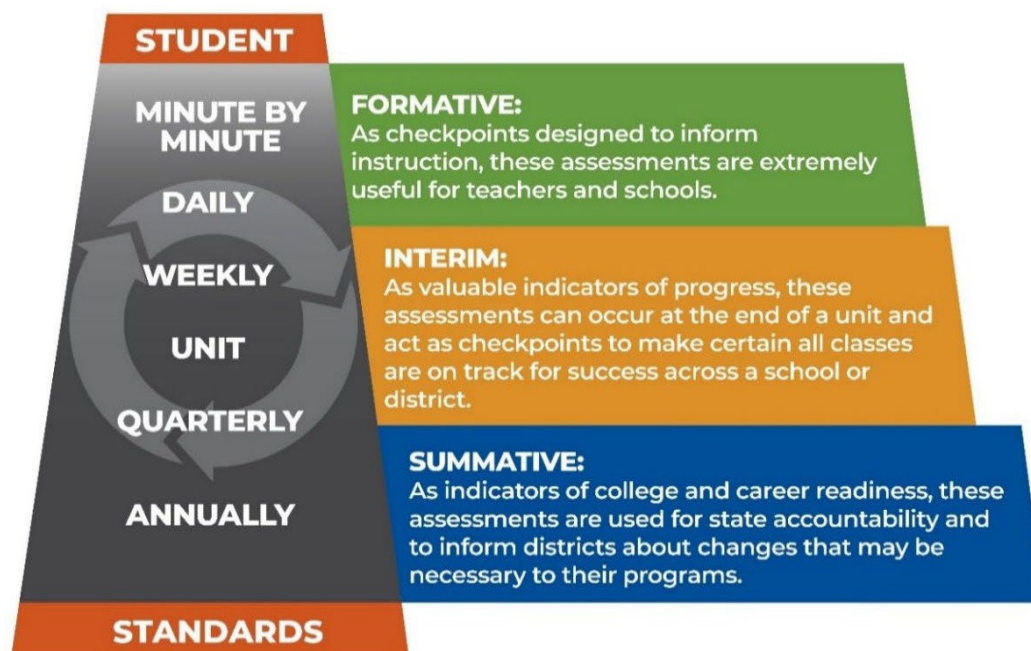 STUDENT
MINUTE BY
MINUTE
DAILY
WEEKLY
UNIT
QUARTERLY
ANNUALLY
STANDARDS
FORMATIVE:
As checkpoints designed to inform
instruction, these assessments are extremely
useful for teachers and schools.
INTERIM:
As valuable indicators of progress, these
assessments can occur at the end of a unit and
act as checkpoints to make certain all classes
are on track for success across a school or
district.
SUMMATIVE:
As indicators of college and career readiness, these
assessments are used for state accountability and
to inform districts about changes that may be
necessary to their programs.